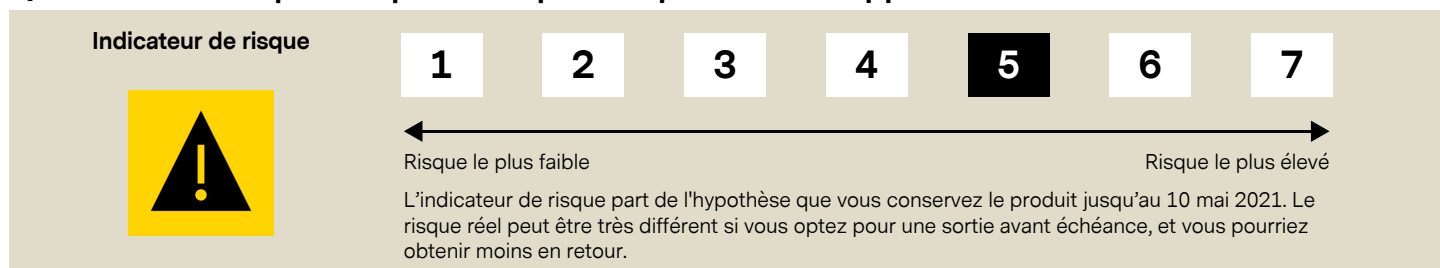 Indicateur de risque
1 2 3 4 5 6 7
Risque le plus faible Risque le plus élevé
L'indicateur de risque part de l'hypothèse que vous conservez le produit jusqu'au 10 mai 2021. Le
risque réel peut être très différent si vous optez pour une sortie avant échéance, et vous pourriez
obtenir moins en retour.